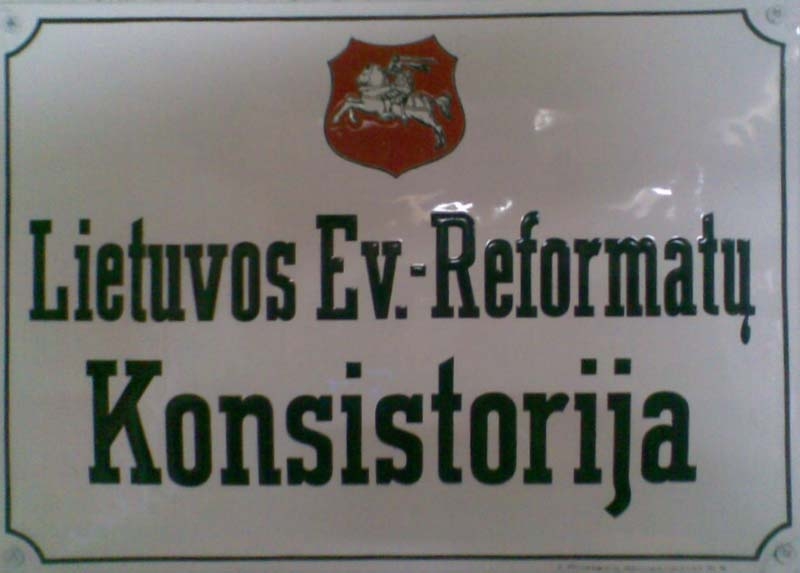 Lietuvos Ev.-Reformatų
Konsistorija